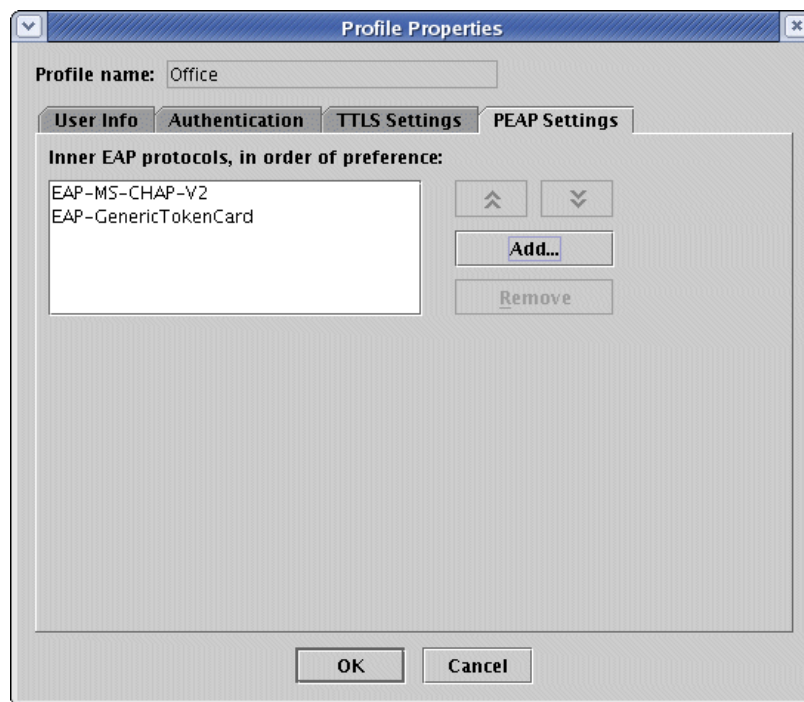 Profile Properties
Profile name: Office
User Info Authentication TTLS Settings PEAP Settings
Inner EAP protocols, in order of preference:
EAP-MS-CHAP-V2
EAP-GenericTokenCard
Add...
Remove
OK Cancel